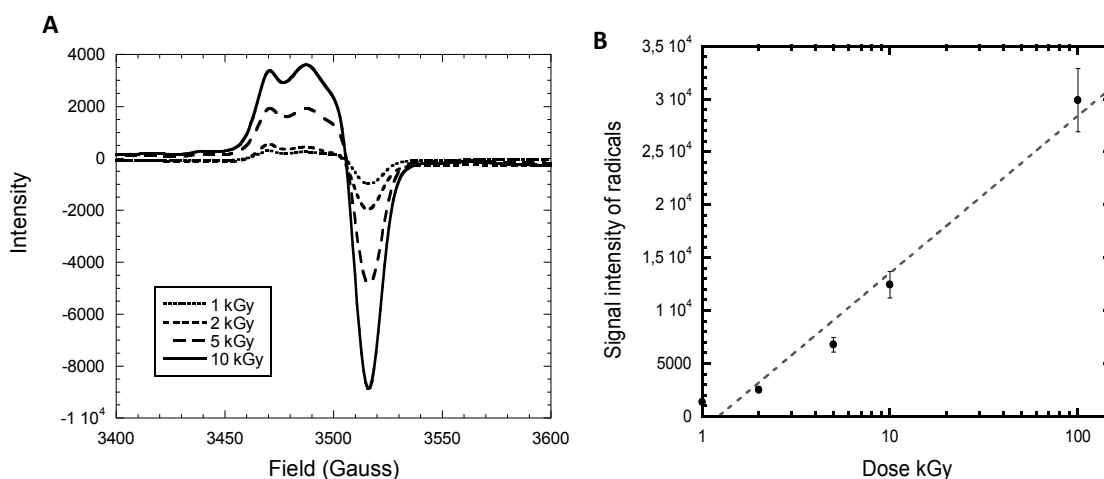 A
4000
2000
0
-2000
-4000
-6000
-8000
-1 10⁴
Intensity
1 kGy
2 kGy
5 kGy
10 kGy
3400
3450
3500
3550
3600
Field (Gauss)
B
3,5 10⁴
3 10⁴
2,5 10⁴
2 10⁴
1,5 10⁴
1 10⁴
5000
0
Signal intensity of radicals
1
10
100
Dose kGy